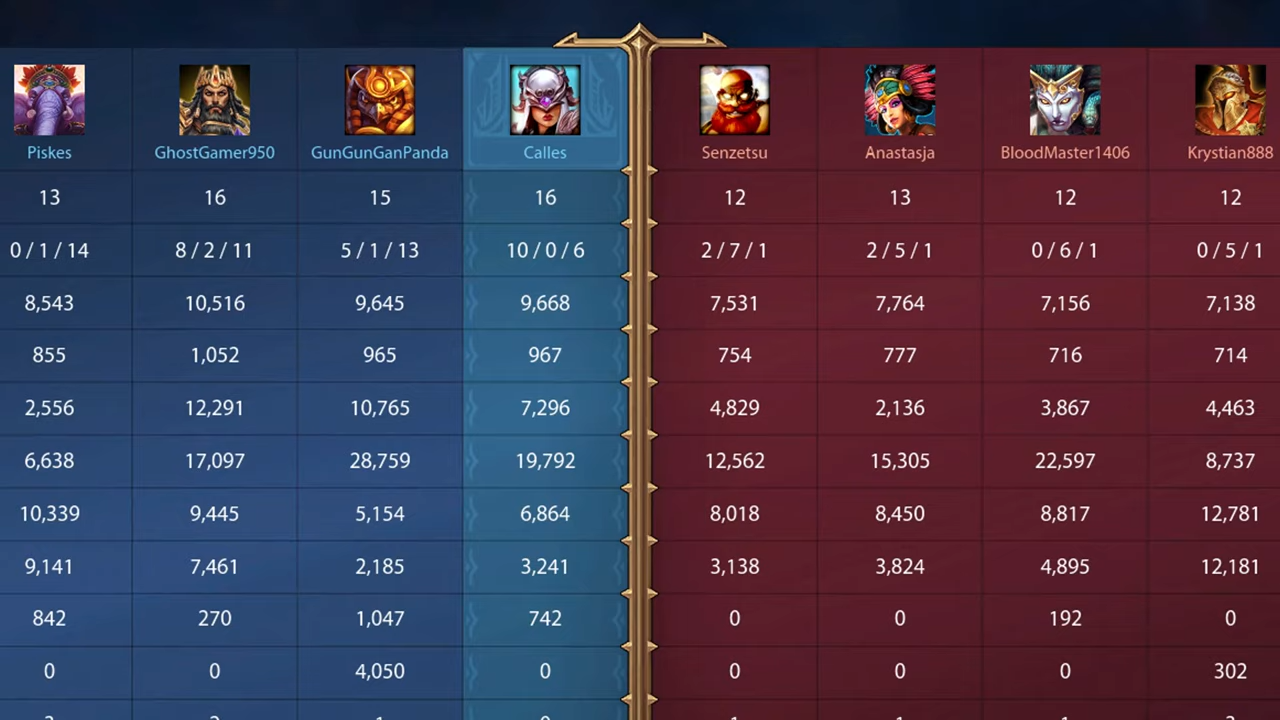 Piskes GhostGamer950 GunGunGanPanda Calles Senzetsu Anastasja BloodMaster1406 Krystian888
13 16 15 16 12 13 12 12
0 / 1 / 14 8 / 2 / 11 5 / 1 / 13 10 / 0 / 6 2 / 7 / 1 2 / 5 / 1 0 / 6 / 1 0 / 5 / 1
8,543 10,516 9,645 9,668 7,531 7,764 7,156 7,138
855 1,052 965 967 754 777 716 714
2,556 12,291 10,765 7,296 4,829 2,136 3,867 4,463
6,638 17,097 28,759 19,792 12,562 15,305 22,597 8,737
10,339 9,445 5,154 6,864 8,018 8,450 8,817 12,781
9,141 7,461 2,185 3,241 3,138 3,824 4,895 12,181
842 270 1,047 742 0 0 192 0
0 0 4,050 0 0 0 0 302